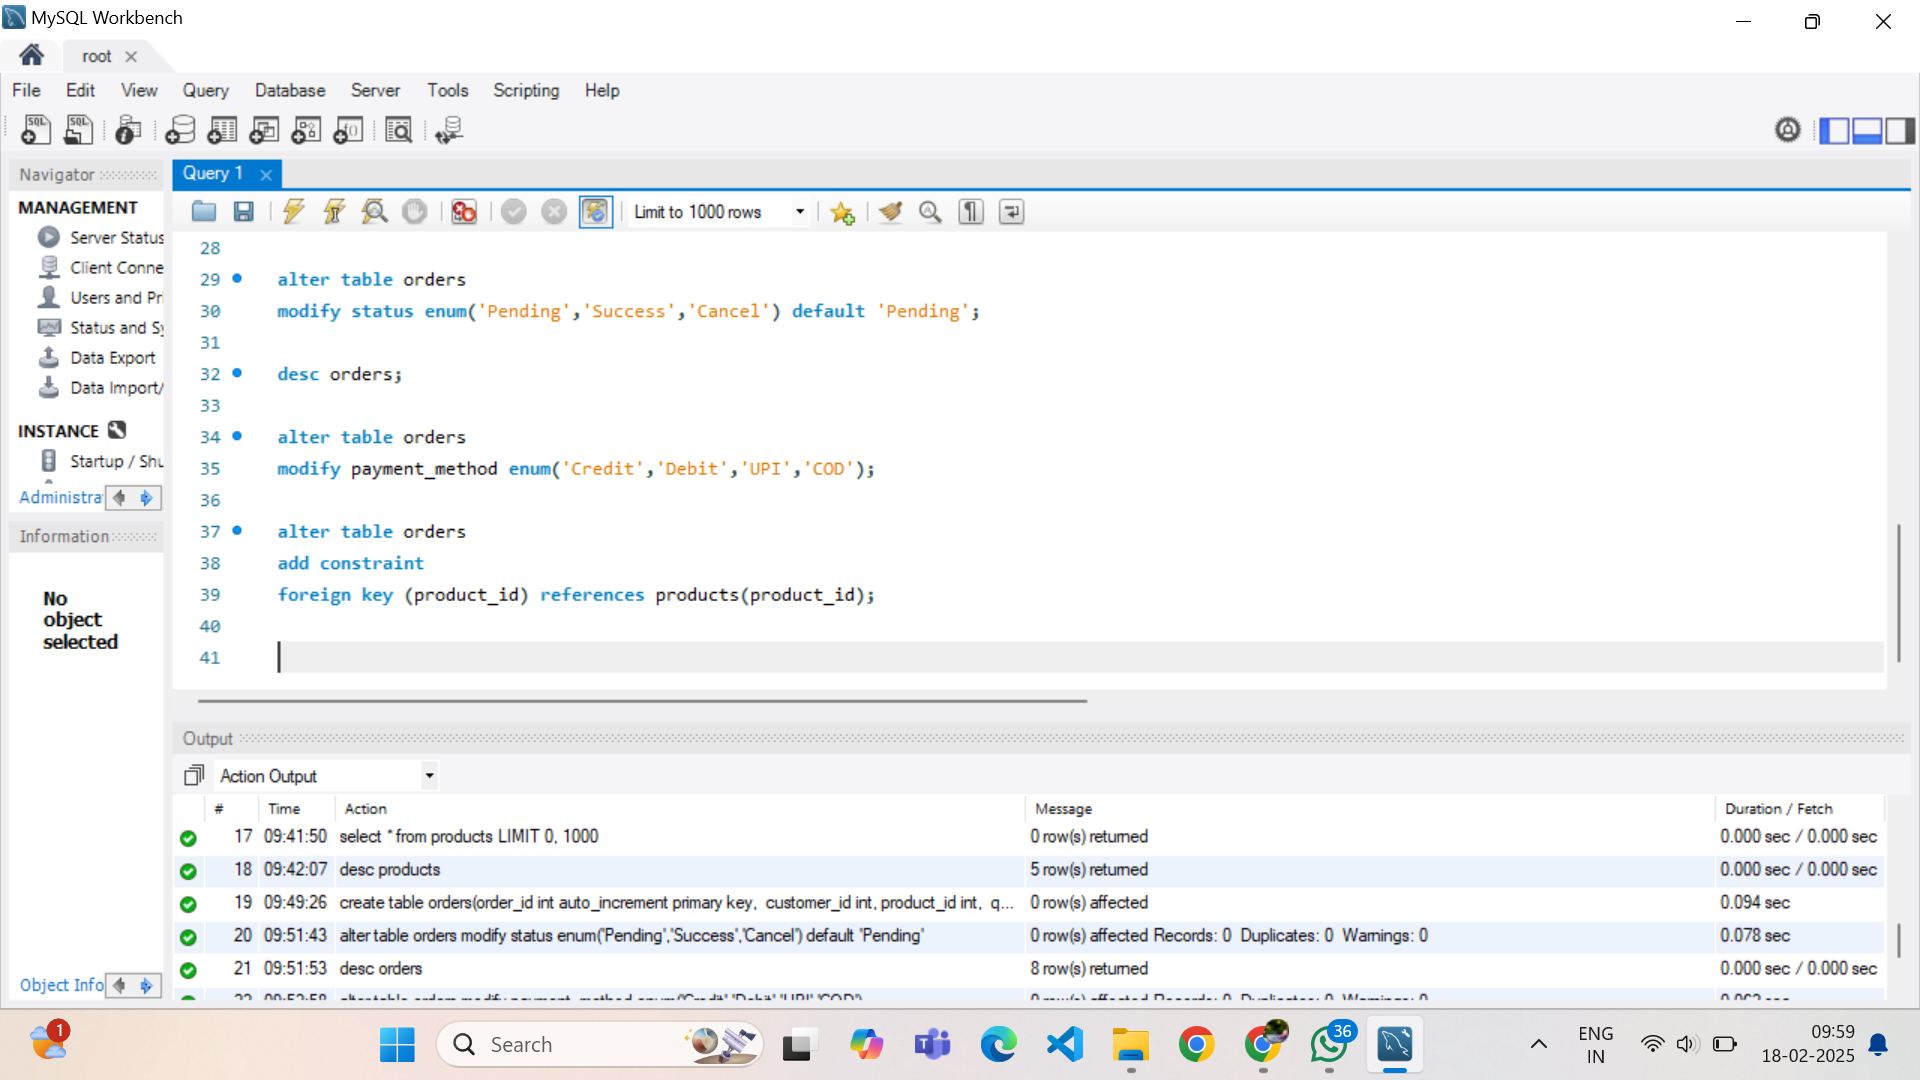 MySQL Workbench
root
File Edit View Query Database Server Tools Scripting Help
Navigator
MANAGEMENT
Server Status
Client Conne
Users and Pri
Status and Sy
Data Export
Data Import/
INSTANCE
Startup / Shu
Administra
Information
No
object
selected
Object Info
Query 1
Limit to 1000 rows
28
29 alter table orders
30 modify status enum('Pending','Success','Cancel') default 'Pending';
31
32 desc orders;
33
34 alter table orders
35 modify payment_method enum('Credit','Debit','UPI','COD');
36
37 alter table orders
38 add constraint
39 foreign key (product_id) references products(product_id);
40
41
Output
Action Output
# Time Action Message Duration / Fetch
17 09:41:50 select * from products LIMIT 0, 1000 0 row(s) returned 0.000 sec / 0.000 sec
18 09:42:07 desc products 5 row(s) returned 0.000 sec / 0.000 sec
19 09:49:26 create table orders(order_id int auto_increment primary key, customer_id int, product_id int, q... 0 row(s) affected 0.094 sec
20 09:51:43 alter table orders modify status enum('Pending','Success','Cancel') default 'Pending' 0 row(s) affected Records: 0 Duplicates: 0 Warnings: 0 0.078 sec
21 09:51:53 desc orders 8 row(s) returned 0.000 sec / 0.000 sec
1
Search
36
ENG
IN
09:59
18-02-2025